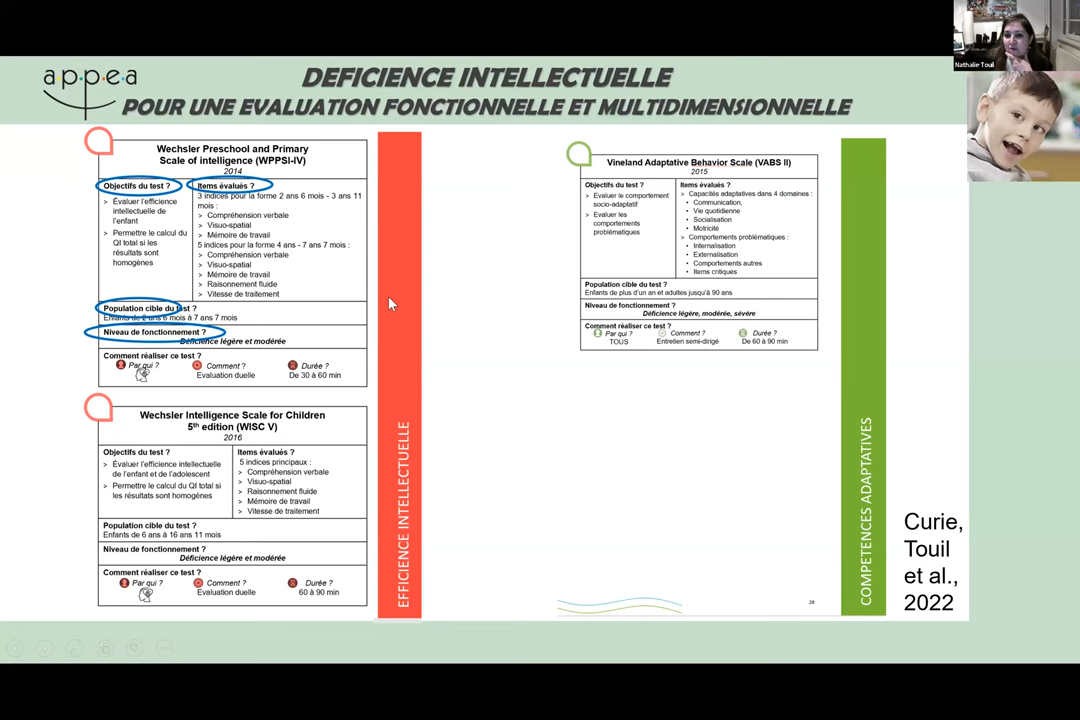 Nathalie Touil
appea
DEFICIENCE INTELLECTUELLE
POUR UNE EVALUATION FONCTIONNELLE ET MULTIDIMENSIONNELLE
Wechsler Preschool and Primary
Scale of intelligence (WPPSI-IV)
2014
Objectifs du test ?
> Évaluer l'efficience
intellectuelle de
l'enfant
> Permettre le calcul du
QI total si les
résultats sont
homogènes
Items évalués ?
3 indices pour la forme 2 ans 6 mois - 3 ans 11
mois :
> Compréhension verbale
> Visuo-spatial
> Mémoire de travail
5 indices pour la forme 4 ans - 7 ans 7 mois :
> Compréhension verbale
> Visuo-spatial
> Mémoire de travail
> Raisonnement fluide
> Vitesse de traitement
Population cible du test ?
Enfants de 2 ans 6 mois à 7 ans 7 mois
Niveau de fonctionnement ?
Déficience légère et modérée
Comment réaliser ce test ?
Par qui ? Comment ? Durée ?
Evaluation duelle De 30 à 60 min
Wechsler Intelligence Scale for Children
5th edition (WISC V)
2016
Objectifs du test ?
> Évaluer l'efficience intellectuelle
de l'enfant et de l'adolescent
> Permettre le calcul du QI total si
les résultats sont homogènes
Items évalués ?
5 indices principaux :
> Compréhension verbale
> Visuo-spatial
> Raisonnement fluide
> Mémoire de travail
> Vitesse de traitement
Population cible du test ?
Enfants de 6 ans à 16 ans 11 mois
Niveau de fonctionnement ?
Déficience légère et modérée
Comment réaliser ce test ?
Par qui ? Comment ? Durée ?
Evaluation duelle 60 à 90 min
EFFICIENCE INTELLECTUELLE
Vineland Adaptative Behavior Scale (VABS II)
2015
Objectifs du test ?
> Evaluer le comportement
socio-adaptatif
> Evaluer les
comportements
problématiques
Items évalués ?
> Capacités adaptatives dans 4 domaines :
• Communication,
• Vie quotidienne
• Socialisation
• Motricité
> Comportements problématiques :
• Internalisation
• Externalisation
• Comportements autres
• Items critiques
Population cible du test ?
Enfants de plus d'un an et adultes jusqu'à 90 ans
Niveau de fonctionnement ?
Déficience légère, modérée, sévère
Comment réaliser ce test ?
Par qui ? Comment ? Durée ?
TOUS Entretien semi-dirigé De 60 à 90 min
COMPETENCES ADAPTATIVES
20
Curie,
Touil
et al.,
2022